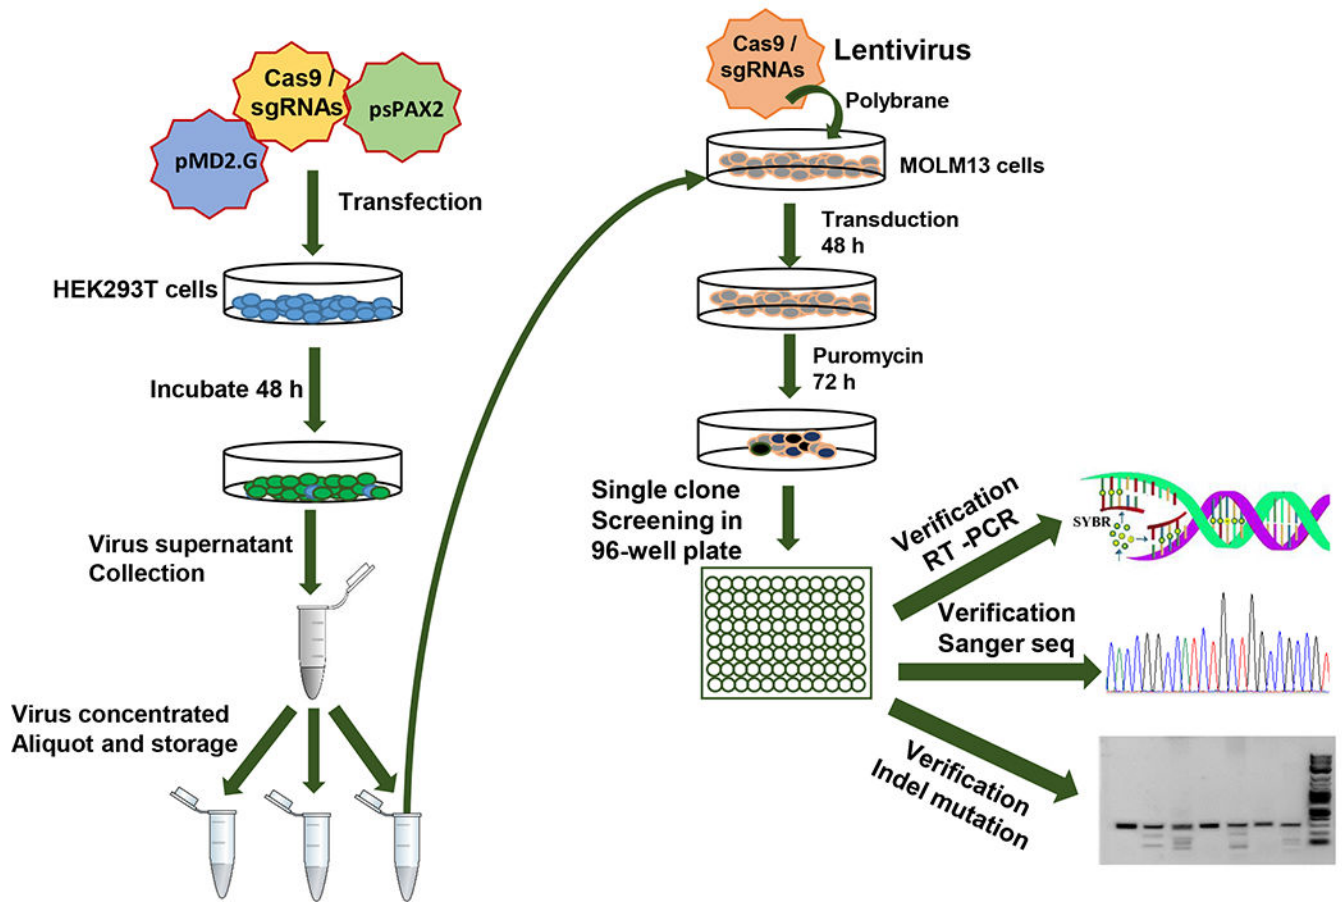 Cas9 /
sgRNAs
psPAX2
pMD2.G
Transfection
HEK293T cells
Incubate 48 h
Virus supernatant
Collection
Virus concentrated
Aliquot and storage
Cas9 /
sgRNAs
Lentivirus
Polybrane
MOLM13 cells
Transduction
48 h
Puromycin
72 h
Single clone
Screening in
96-well plate
Verification
RT -PCR
SYBR
Verification
Sanger seq
Verification
Indel mutation